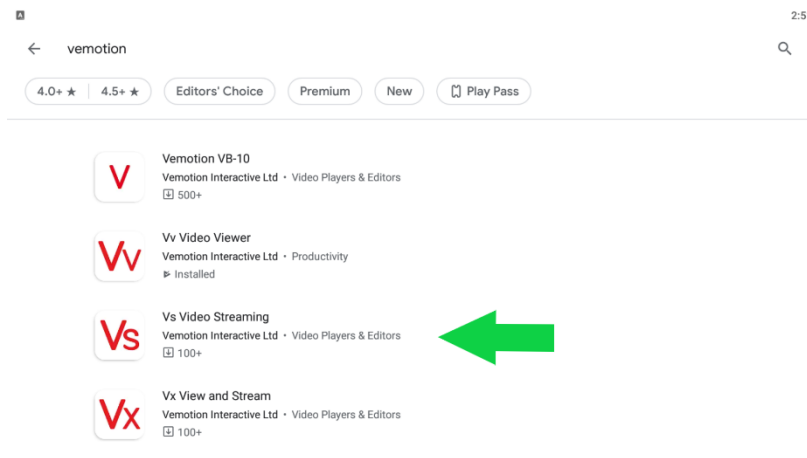 A
2:5
vemotion
4.0+ ★ 4.5+ ★ Editors' Choice Premium New Play Pass
V
Vemotion VB-10
Vemotion Interactive Ltd • Video Players & Editors
500+
Vv
Vv Video Viewer
Vemotion Interactive Ltd • Productivity
Installed
Vs
Vs Video Streaming
Vemotion Interactive Ltd • Video Players & Editors
100+
Vx
Vx View and Stream
Vemotion Interactive Ltd • Video Players & Editors
100+